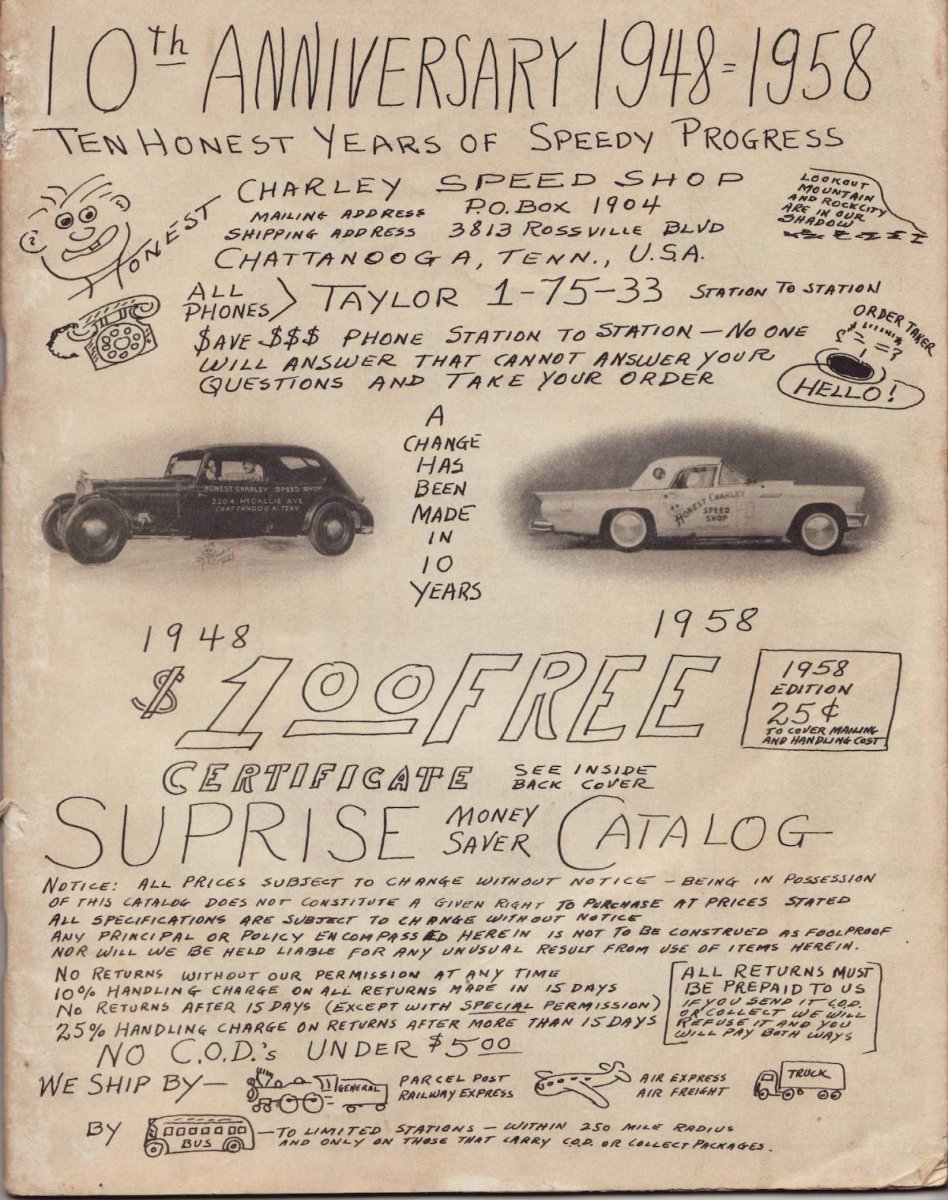 10th ANNIVERSARY 1948-1958
TEN HONEST YEARS OF SPEEDY PROGRESS
HONEST
CHARLEY SPEED SHOP
MAILING ADDRESS P.O. BOX 1904
SHIPPING ADDRESS 3813 ROSSVILLE BLVD
CHATTANOOGA, TENN., U.S.A.
LOOKOUT
MOUNTAIN
AND ROCKCITY
ARE IN OUR
SHADOW
ALL
PHONES > TAYLOR 1-75-33 STATION TO STATION
$AVE $$$ PHONE STATION TO STATION — NO ONE
WILL ANSWER THAT CANNOT ANSWER YOUR
QUESTIONS AND TAKE YOUR ORDER
ORDER TAKER
HELLO!
A
CHANGE
HAS
BEEN
MADE
IN
10
YEARS
HONEST CHARLEY SPEED SHOP
2204 McCALLIE AVE
CHATTANOOGA, TENN
HONEST CHARLEY
SPEED
SHOP
1948
1958
$1.00 FREE
1958
EDITION
25¢
TO COVER MAILING
AND HANDLING COST
CERTIFICATE SEE INSIDE
BACK COVER
SUPRISE MONEY
SAVER CATALOG
NOTICE: ALL PRICES SUBJECT TO CHANGE WITHOUT NOTICE — BEING IN POSSESSION
OF THIS CATALOG DOES NOT CONSTITUTE A GIVEN RIGHT TO PURCHASE AT PRICES STATED
ALL SPECIFICATIONS ARE SUBJECT TO CHANGE WITHOUT NOTICE
ANY PRINCIPAL OR POLICY ENCOMPASSED HEREIN IS NOT TO BE CONSTRUED AS FOOLPROOF
NOR WILL WE BE HELD LIABLE FOR ANY UNUSUAL RESULT FROM USE OF ITEMS HEREIN.
NO RETURNS WITHOUT OUR PERMISSION AT ANY TIME
10% HANDLING CHARGE ON ALL RETURNS MADE IN 15 DAYS
NO RETURNS AFTER 15 DAYS (EXCEPT WITH SPECIAL PERMISSION)
25% HANDLING CHARGE ON RETURNS AFTER MORE THAN 15 DAYS
ALL RETURNS MUST
BE PREPAID TO US
IF YOU SEND IT C.O.D.
OR COLLECT WE WILL
REFUSE IT AND YOU
WILL PAY BOTH WAYS
NO C.O.D.'s UNDER $5.00
WE SHIP BY —
GENERAL
PARCEL POST
RAILWAY EXPRESS
AIR EXPRESS
AIR FREIGHT
TRUCK
BY
BUS
— TO LIMITED STATIONS — WITHIN 250 MILE RADIUS
AND ONLY ON THOSE THAT CARRY C.O.D. OR COLLECT PACKAGES.